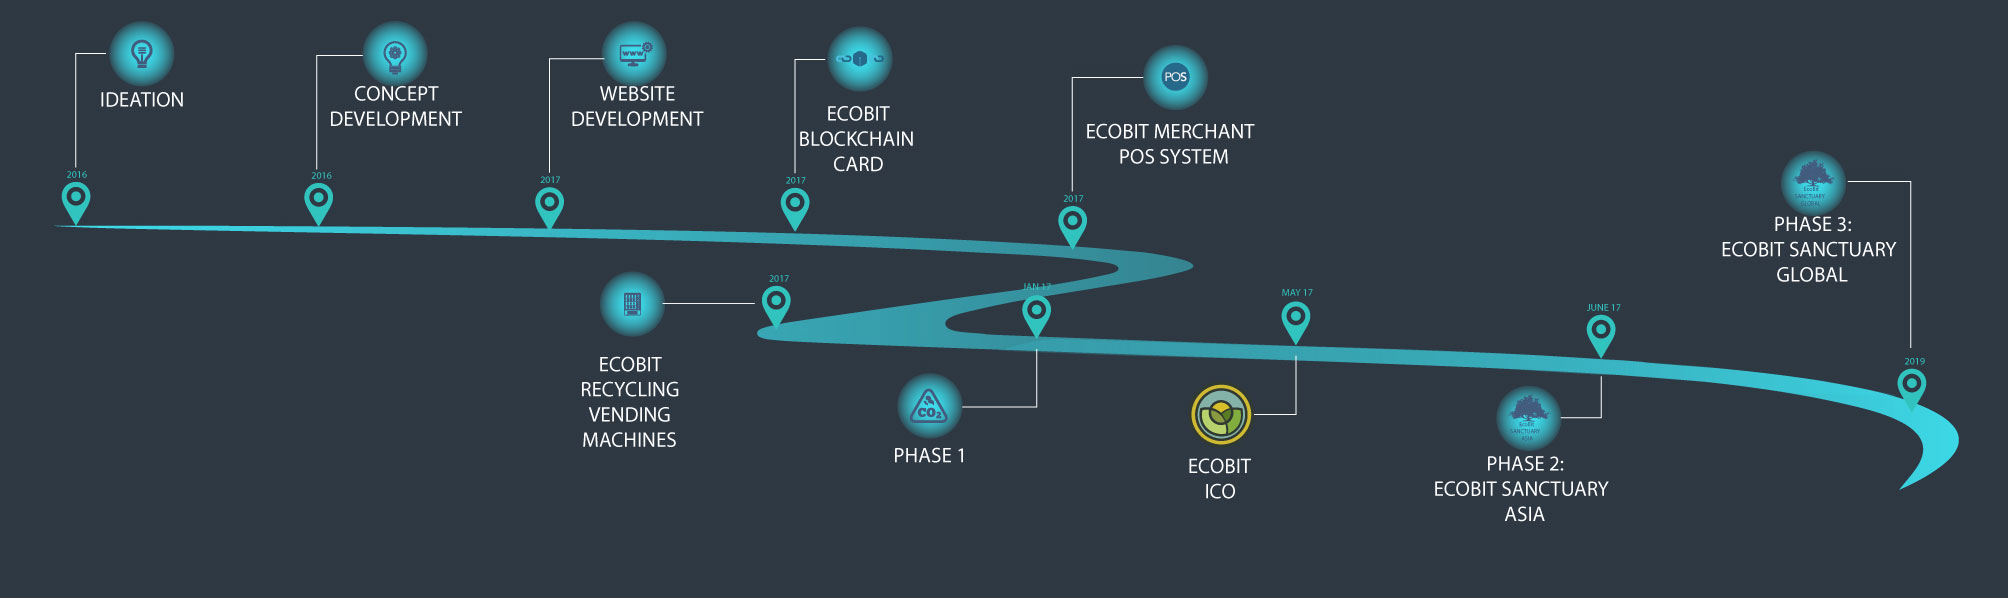 IDEATION
2016
CONCEPT
DEVELOPMENT
2016
WWW
WEBSITE
DEVELOPMENT
2017
ECOBIT
BLOCKCHAIN
CARD
2017
POS
ECOBIT MERCHANT
POS SYSTEM
2017
2017
ECOBIT
RECYCLING
VENDING
MACHINES
JAN 17
CO2
PHASE 1
MAY 17
ECOBIT
ICO
JUNE 17
EcoBit
SANCTUARY
ASIA
PHASE 2:
ECOBIT SANCTUARY
ASIA
EcoBit
SANCTUARY
GLOBAL
PHASE 3:
ECOBIT SANCTUARY
GLOBAL
2019